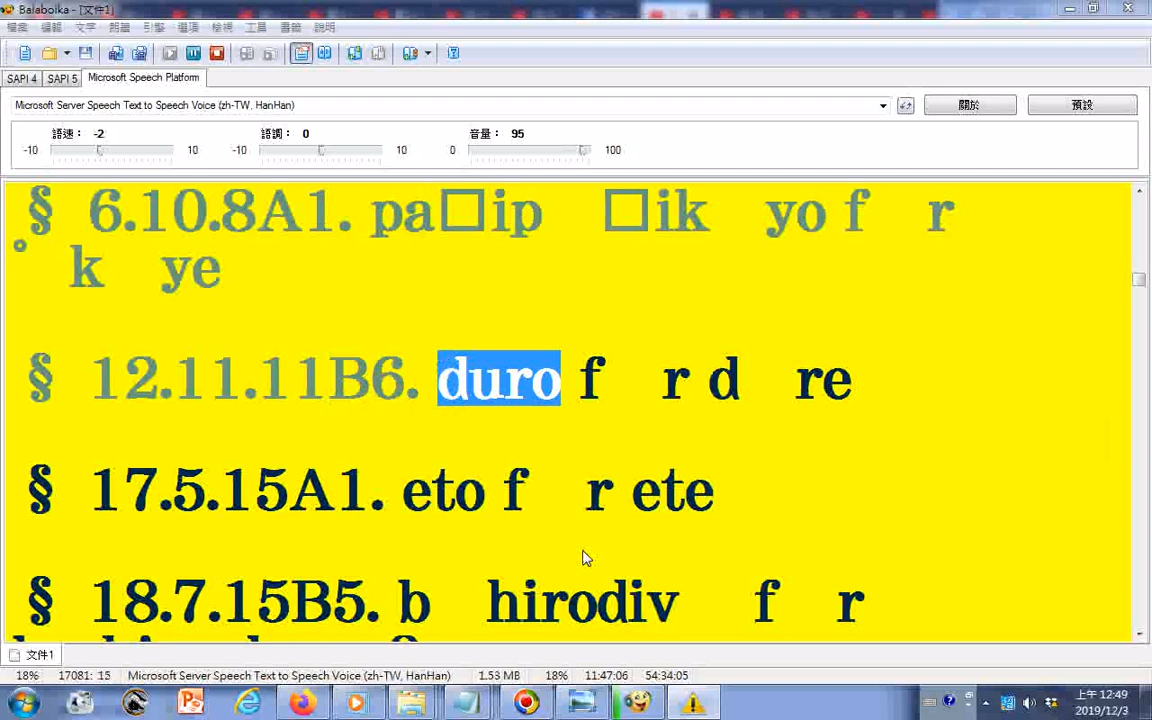 Balabolka - [文件1]
檔案 編輯 文字 朗讀 引擎 選項 檢視 工具 書籤 說明
SAPI 4 SAPI 5 Microsoft Speech Platform
Microsoft Server Speech Text to Speech Voice (zh-TW, HanHan) 關於 預設
語速： -2 語調： 0 音量： 95
-10 10 -10 10 0 100
§ 6.10.8A1. pa□ip □ik yo f r
° k ye
§ 12.11.11B6. duro f r d re
§ 17.5.15A1. eto f r ete
§ 18.7.15B5. b hirodiv f r
文件1
18% 17081: 15 Microsoft Server Speech Text to Speech Voice (zh-TW, HanHan) 1.53 MB 18% 11:47:06 54:34:05
上午 12:49
2019/12/3